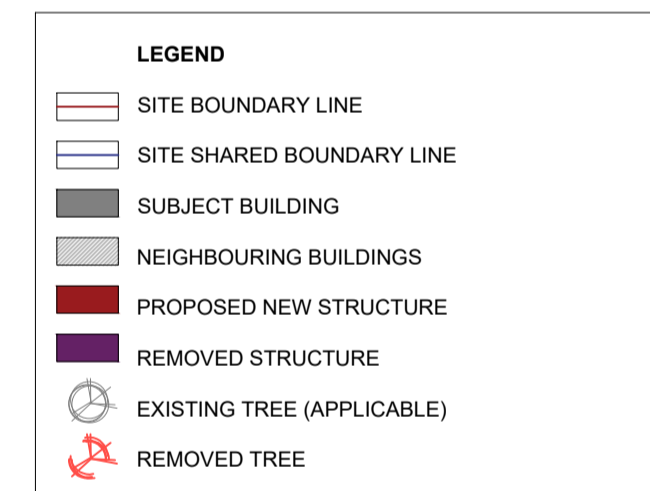 LEGEND
SITE BOUNDARY LINE
SITE SHARED BOUNDARY LINE
SUBJECT BUILDING
NEIGHBOURING BUILDINGS
PROPOSED NEW STRUCTURE
REMOVED STRUCTURE
EXISTING TREE (APPLICABLE)
REMOVED TREE